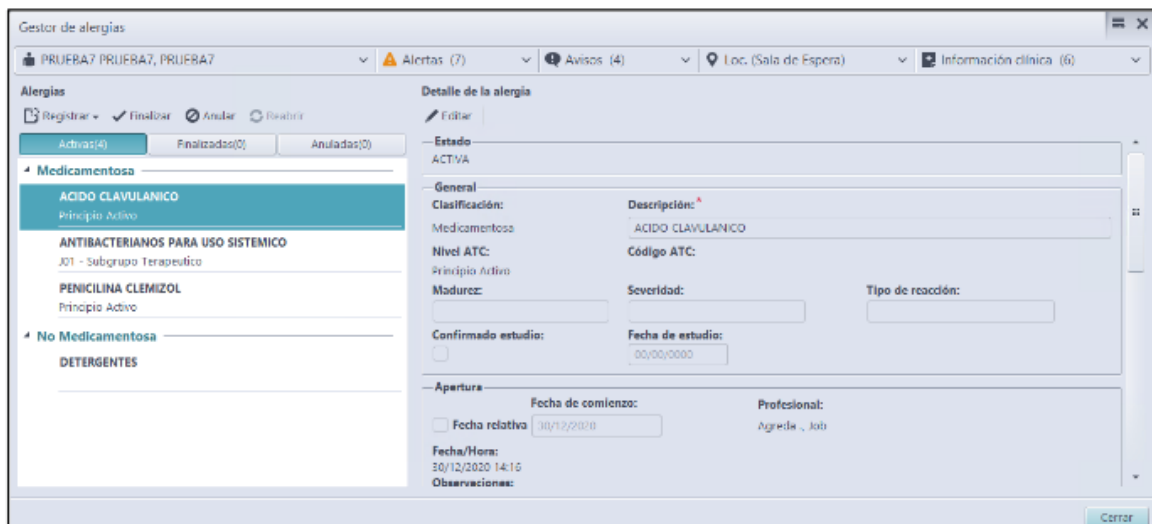 Gestor de alergias
PRUEBA7 PRUEBA7, PRUEBA7 Alertas (7) Avisos (4) Loc. (Sala de Espera) Información clínica (6)
Alergias
Registrar Finalizar Anular Reabrir
Activas(4) Finalizadas(0) Anuladas(0)
Medicamentosa
ACIDO CLAVULANICO
Principio Activo
ANTIBACTERIANOS PARA USO SISTEMICO
J01 - Subgrupo Terapeutico
PENICILINA CLEMIZOL
Principio Activo
No Medicamentosa
DETERGENTES
Detalle de la alergia
Editar
Estado
ACTIVA
General
Clasificación: Descripción: *
Medicamentosa ACIDO CLAVULANICO
Nivel ATC: Código ATC:
Principio Activo
Madurez: Severidad: Tipo de reacción:
Confirmado estudio: Fecha de estudio:
00/00/0000
Apertura
Fecha de comienzo: Profesional:
Fecha relativa 30/12/2020 Agreda ., Job
Fecha/Hora:
30/12/2020 14:16
Observaciones:
Cerrar